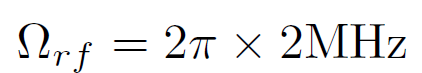 Ω_{rf} = 2π × 2MHz